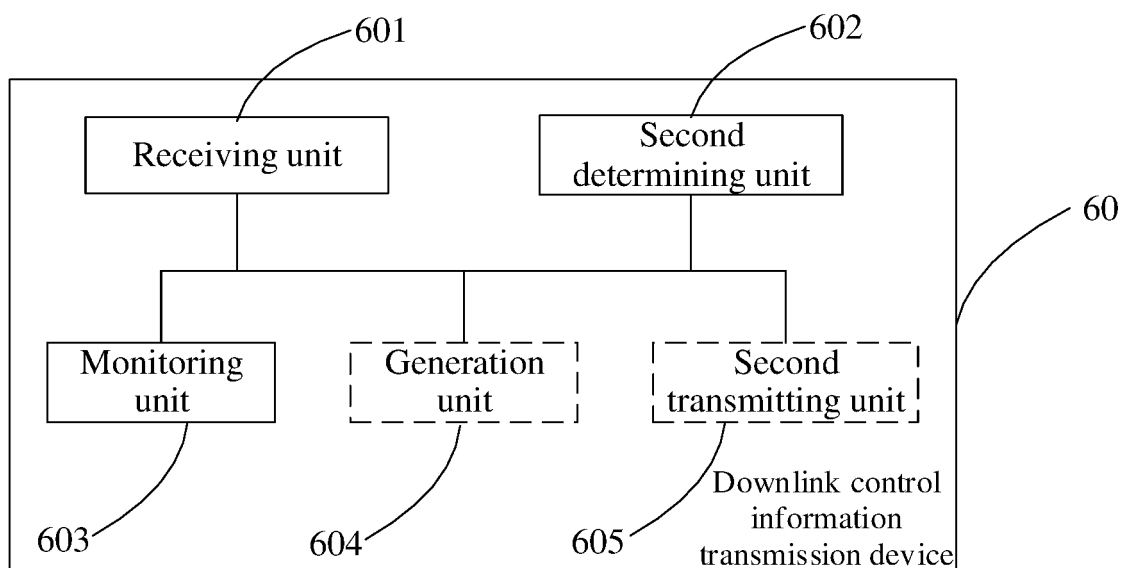 601
602
Receiving unit
Second
determining unit
60
Monitoring
unit
Generation
unit
Second
transmitting unit
603
604
605
Downlink control
information
transmission device